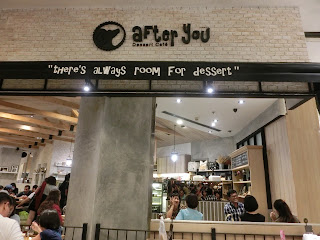 after you
Dessert Café
"there's always room for dessert"